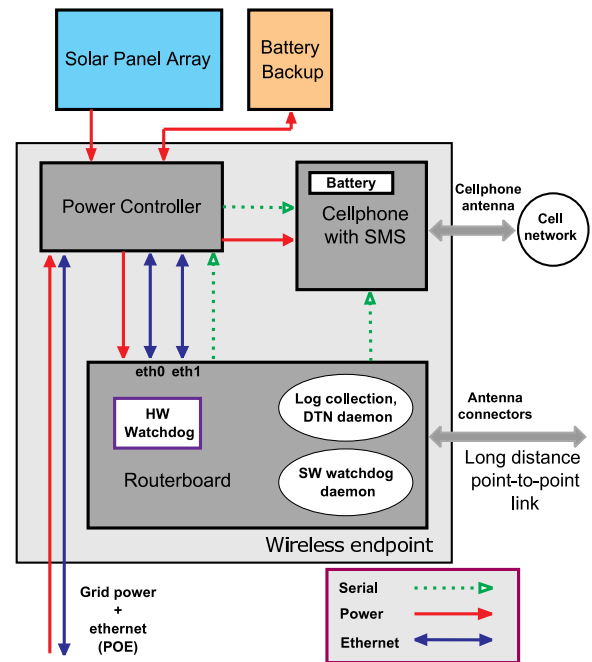 Solar Panel Array
Battery
Backup
Power Controller
Battery
Cellphone
with SMS
Cellphone
antenna
Cell
network
eth0 eth1
HW
Watchdog
Log collection,
DTN daemon
Routerboard
SW watchdog
daemon
Antenna
connectors
Long distance
point-to-point
link
Wireless endpoint
Grid power
+
ethernet
(POE)
Serial
Power
Ethernet